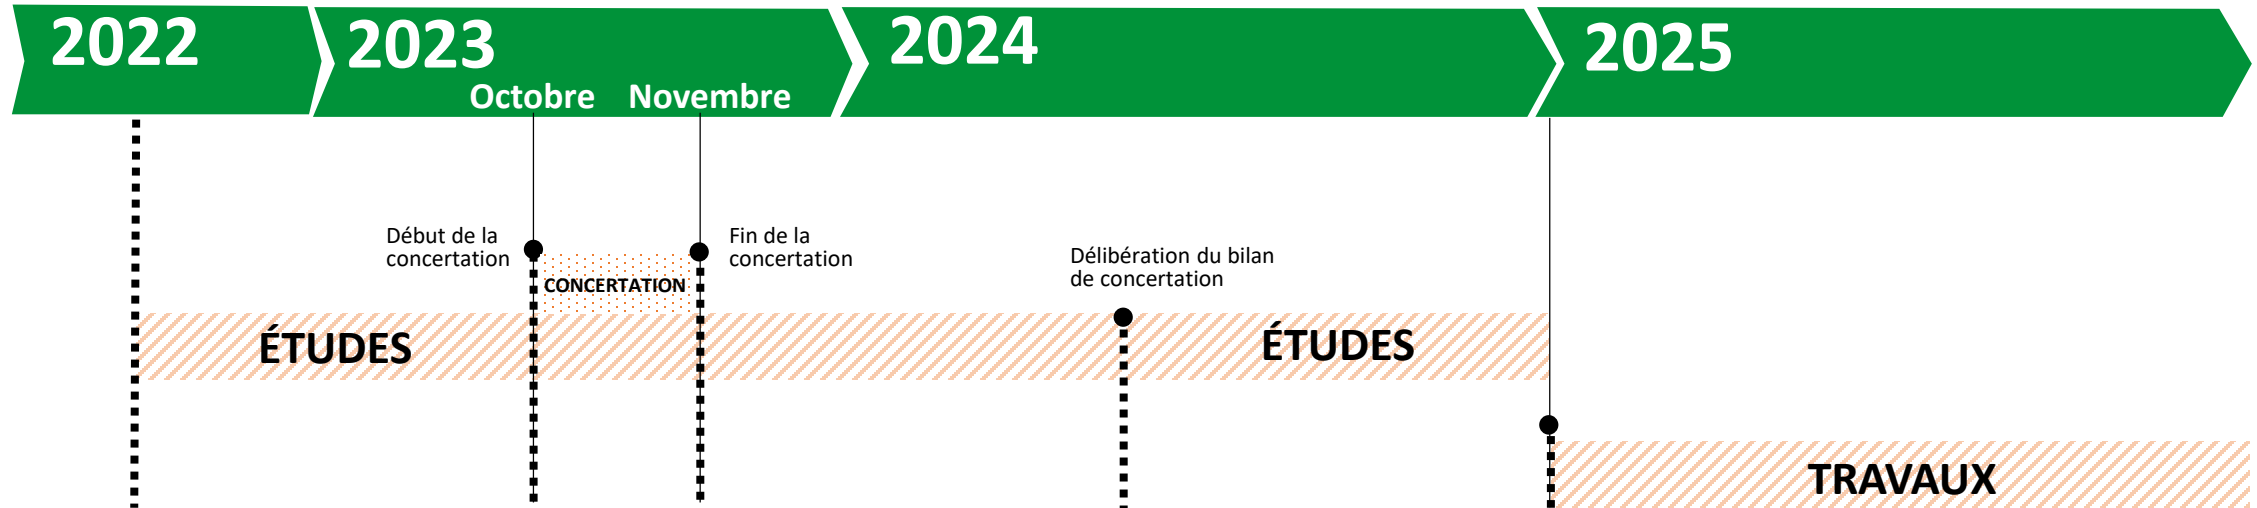 2022
2023
2024
2025
Octobre
Novembre
Début de la
concertation
Fin de la
concertation
Délibération du bilan
de concertation
CONCERTATION
ÉTUDES
ÉTUDES
TRAVAUX